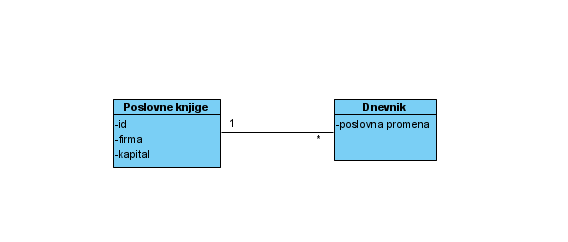 Poslovne knjige
-id
-firma
-kapital
1
*
Dnevnik
-poslovna promena